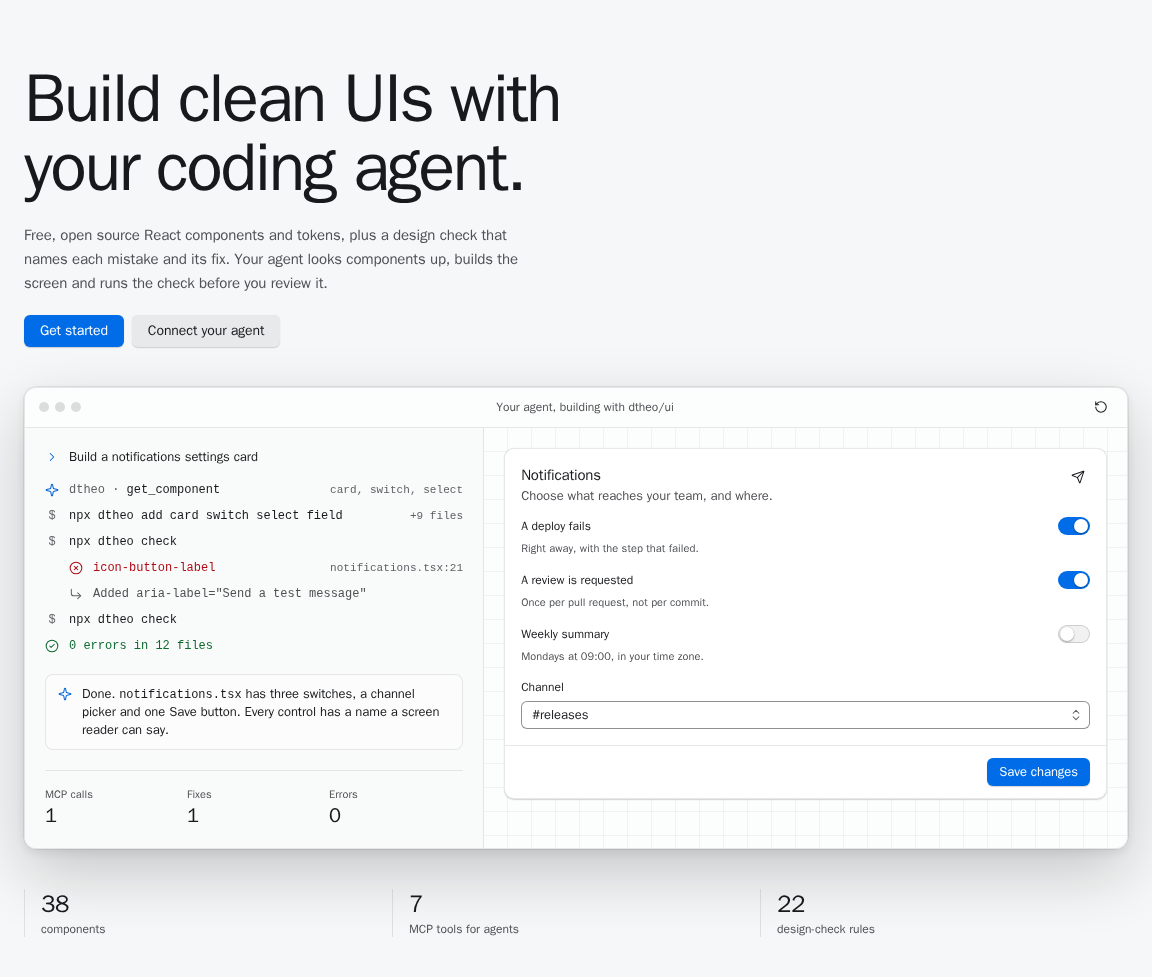 Build clean UIs with
your coding agent.
Free, open source React components and tokens, plus a design check that
names each mistake and its fix. Your agent looks components up, builds the
screen and runs the check before you review it.
Get started
Connect your agent
Your agent, building with dtheo/ui
Build a notifications settings card
dtheo · get_component card, switch, select
$ npx dtheo add card switch select field +9 files
$ npx dtheo check
icon-button-label notifications.tsx:21
Added aria-label="Send a test message"
$ npx dtheo check
0 errors in 12 files
Done. notifications.tsx has three switches, a channel
picker and one Save button. Every control has a name a screen
reader can say.
MCP calls Fixes Errors
1 1 0
Notifications
Choose what reaches your team, and where.
A deploy fails
Right away, with the step that failed.
A review is requested
Once per pull request, not per commit.
Weekly summary
Mondays at 09:00, in your time zone.
Channel
#releases
Save changes
38 7 22
components MCP tools for agents design-check rules